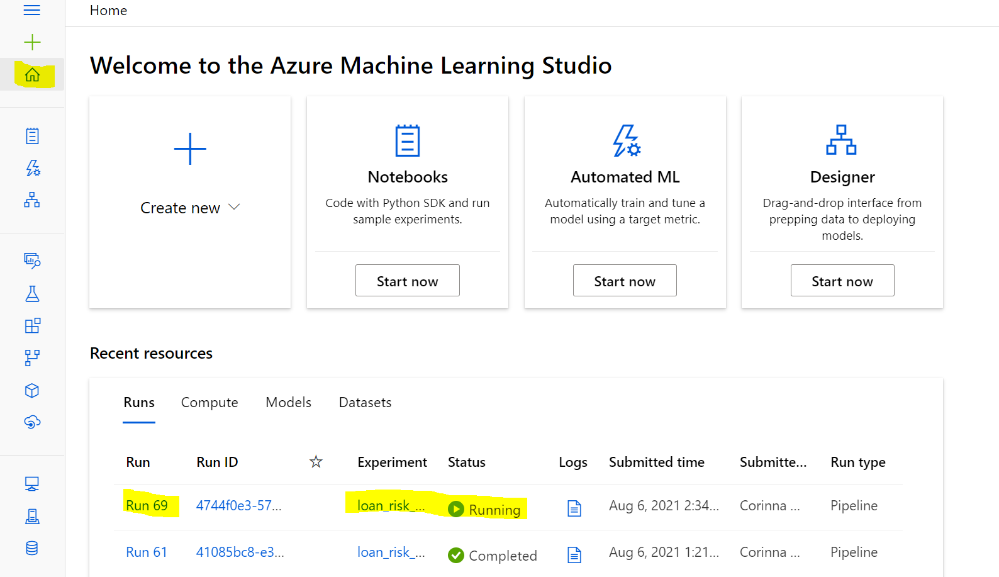 Home
Welcome to the Azure Machine Learning Studio
Create new
Notebooks
Code with Python SDK and run
sample experiments.
Start now
Automated ML
Automatically train and tune a
model using a target metric.
Start now
Designer
Drag-and-drop interface from
prepping data to deploying
models.
Start now
Recent resources
Runs Compute Models Datasets
Run Run ID Experiment Status Logs Submitted time Submitte... Run type
Run 69 4744f0e3-57... loan_risk_... Running Aug 6, 2021 2:34... Corinna ... Pipeline
Run 61 41085bc8-e3... loan_risk_... Completed Aug 6, 2021 1:21... Corinna ... Pipeline